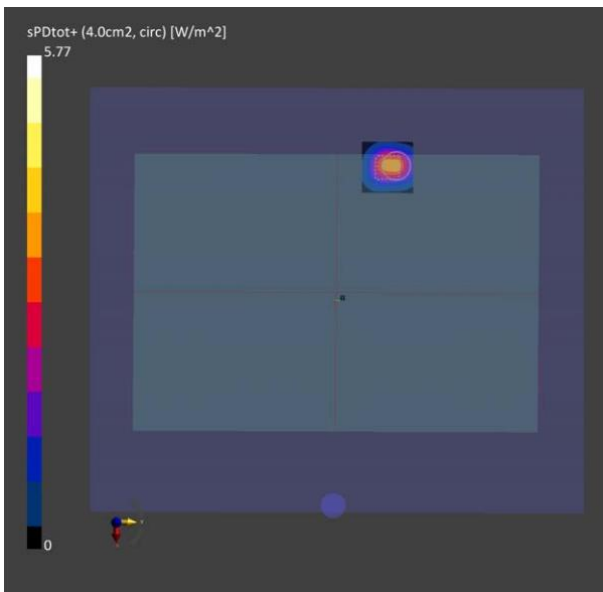 sPDtot+ (4.0cm2, circ) [W/m^2]
5.77
0